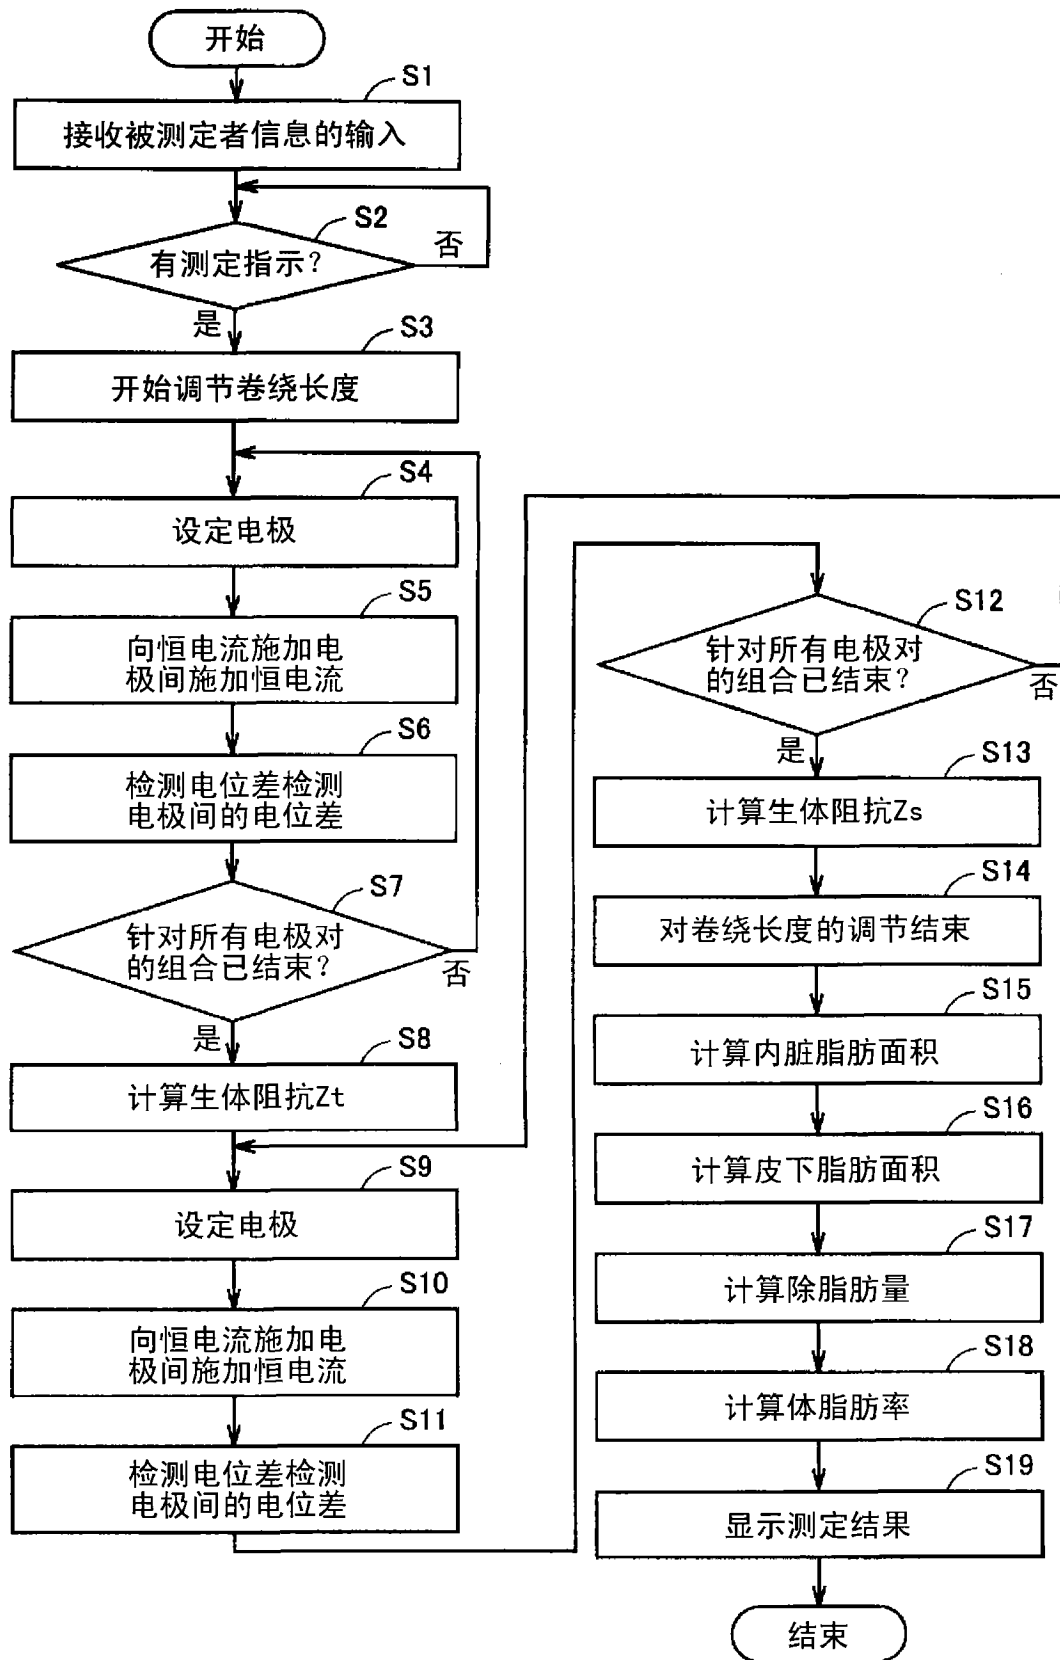 开始
S1
接收被测定者信息的输入
S2
有测定指示？
否
是
S3
开始调节卷绕长度
S4
设定电极
S5
向恒电流施加电
极间施加恒电流
S6
检测电位差检测
电极间的电位差
S7
针对所有电极对
的组合已结束？
否
是
S8
计算生体阻抗Zt
S9
设定电极
S10
向恒电流施加电
极间施加恒电流
S11
检测电位差检测
电极间的电位差
S12
针对所有电极对
的组合已结束？
否
是
S13
计算生体阻抗Zs
S14
对卷绕长度的调节结束
S15
计算内脏脂肪面积
S16
计算皮下脂肪面积
S17
计算除脂肪量
S18
计算体脂肪率
S19
显示测定结果
结束